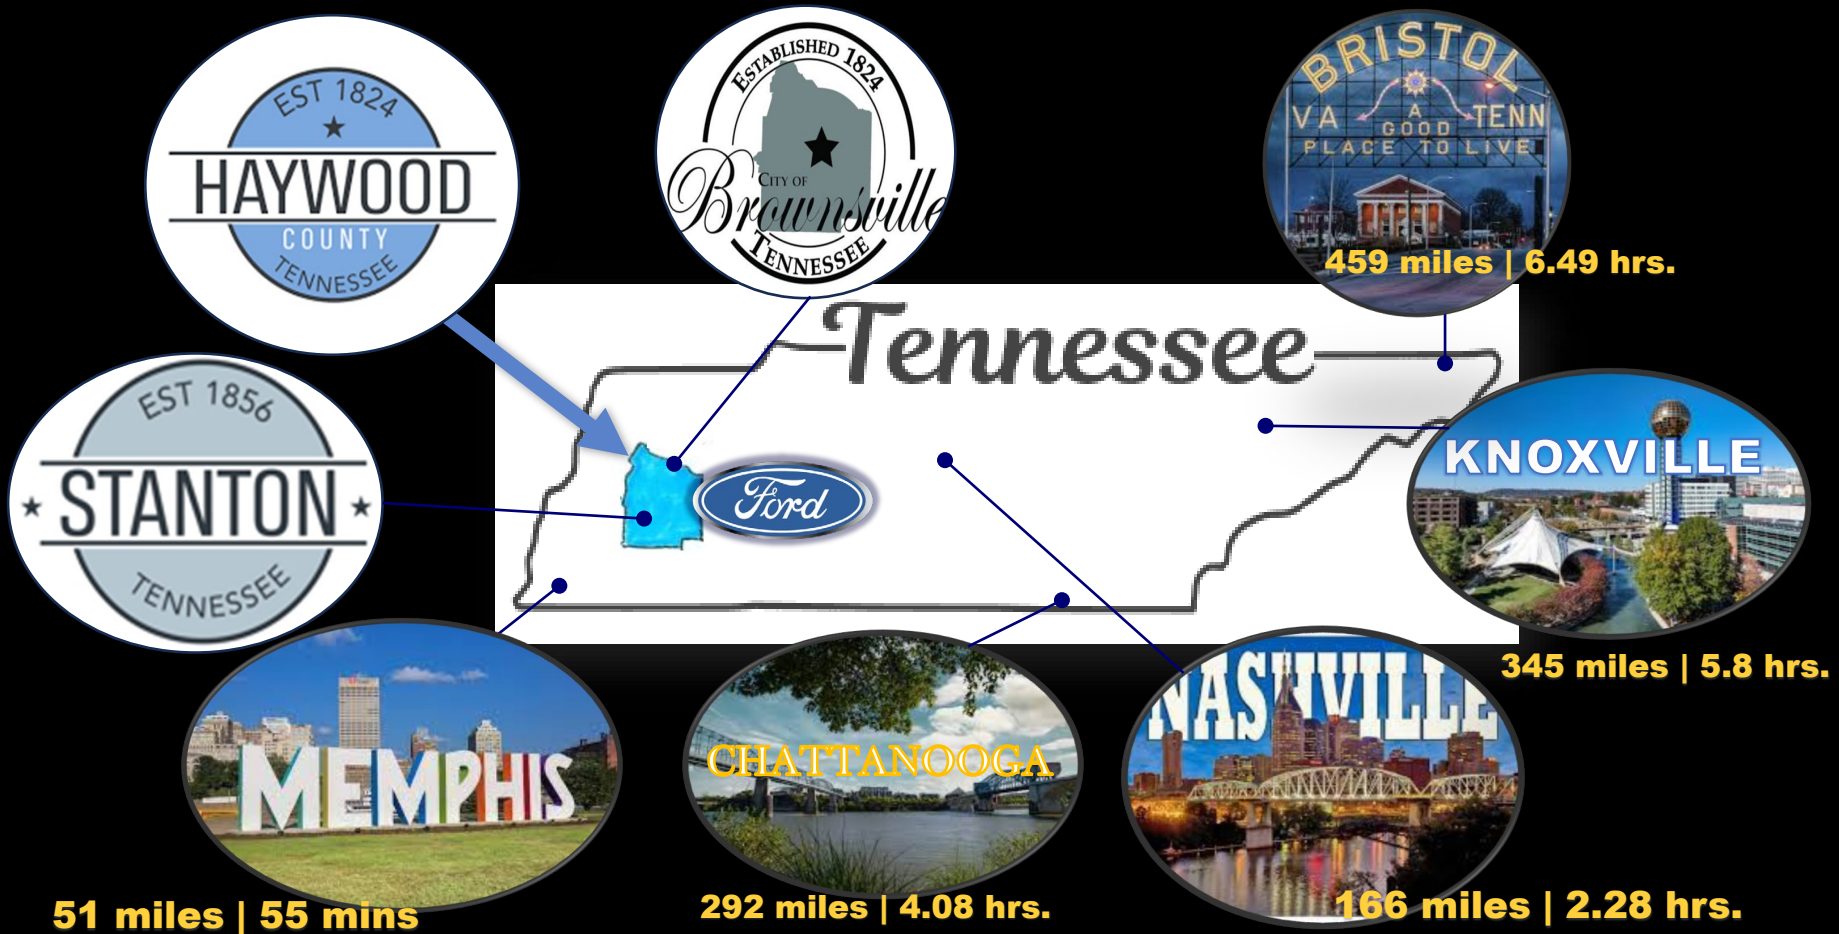 EST 1824
HAYWOOD
COUNTY
TENNESSEE
ESTABLISHED 1824
CITY OF
Brownsville
TENNESSEE
BRISTOL
VA A TENN
GOOD
PLACE TO LIVE
459 miles | 6.49 hrs.
Tennessee
EST 1856
STANTON
TENNESSEE
Ford
KNOXVILLE
345 miles | 5.8 hrs.
MEMPHIS
51 miles | 55 mins
CHATTANOOGA
292 miles | 4.08 hrs.
NASHVILLE
166 miles | 2.28 hrs.